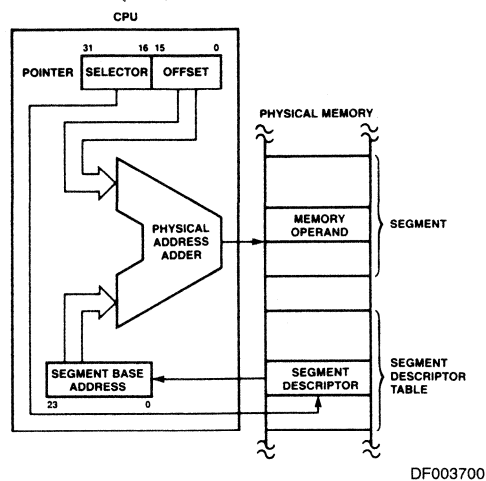 CPU
31 16 15 0
POINTER SELECTOR OFFSET
PHYSICAL MEMORY
PHYSICAL
ADDRESS
ADDER
MEMORY
OPERAND
SEGMENT
SEGMENT BASE
ADDRESS
23 0
SEGMENT
DESCRIPTOR
SEGMENT
DESCRIPTOR
TABLE
DF003700